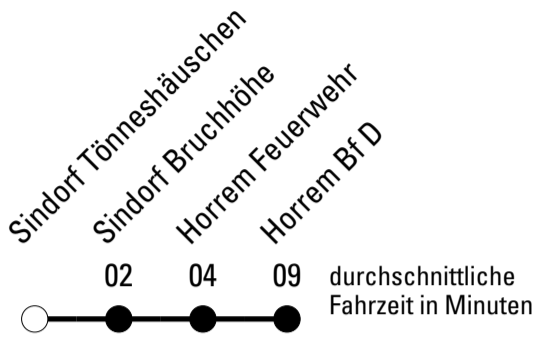 Sindorf Tönneshäuschen
Sindorf Bruchhöhe
Horrem Feuerwehr
Horrem Bf D
02 04 09 durchschnittliche
Fahrzeit in Minuten